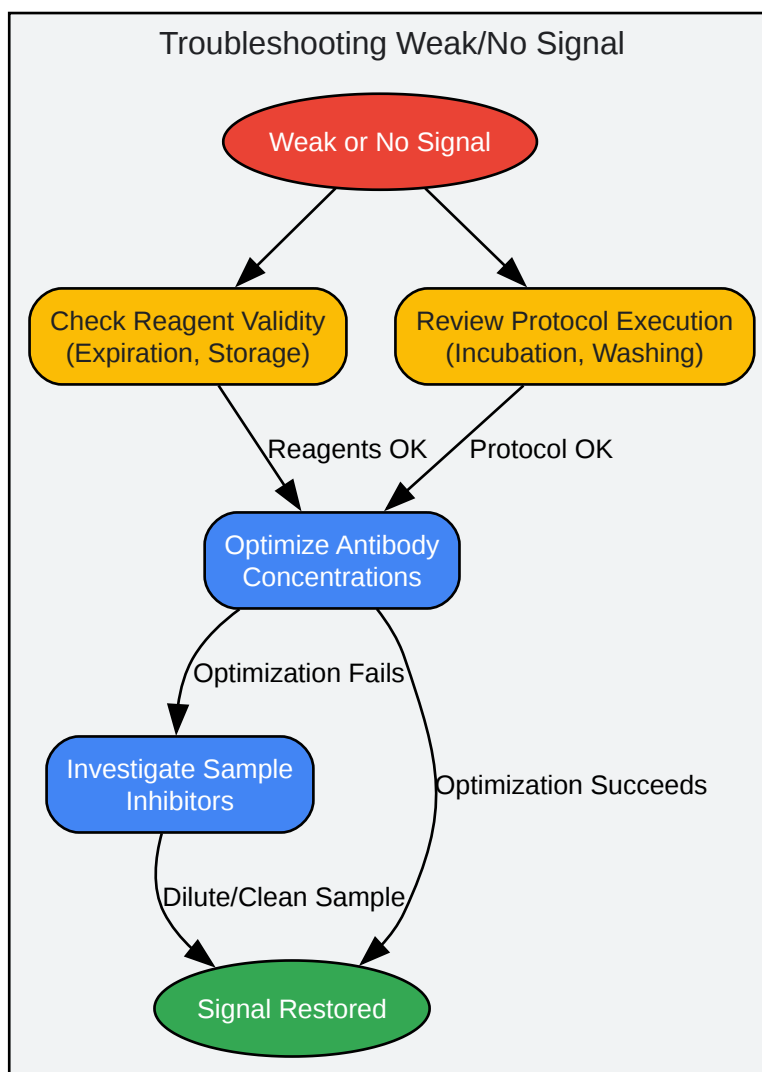 Troubleshooting Weak/No Signal
Weak or No Signal
Check Reagent Validity
(Expiration, Storage)
Review Protocol Execution
(Incubation, Washing)
Reagents OK
Protocol OK
Optimize Antibody
Concentrations
Optimization Fails
Investigate Sample
Inhibitors
Optimization Succeeds
Dilute/Clean Sample
Signal Restored